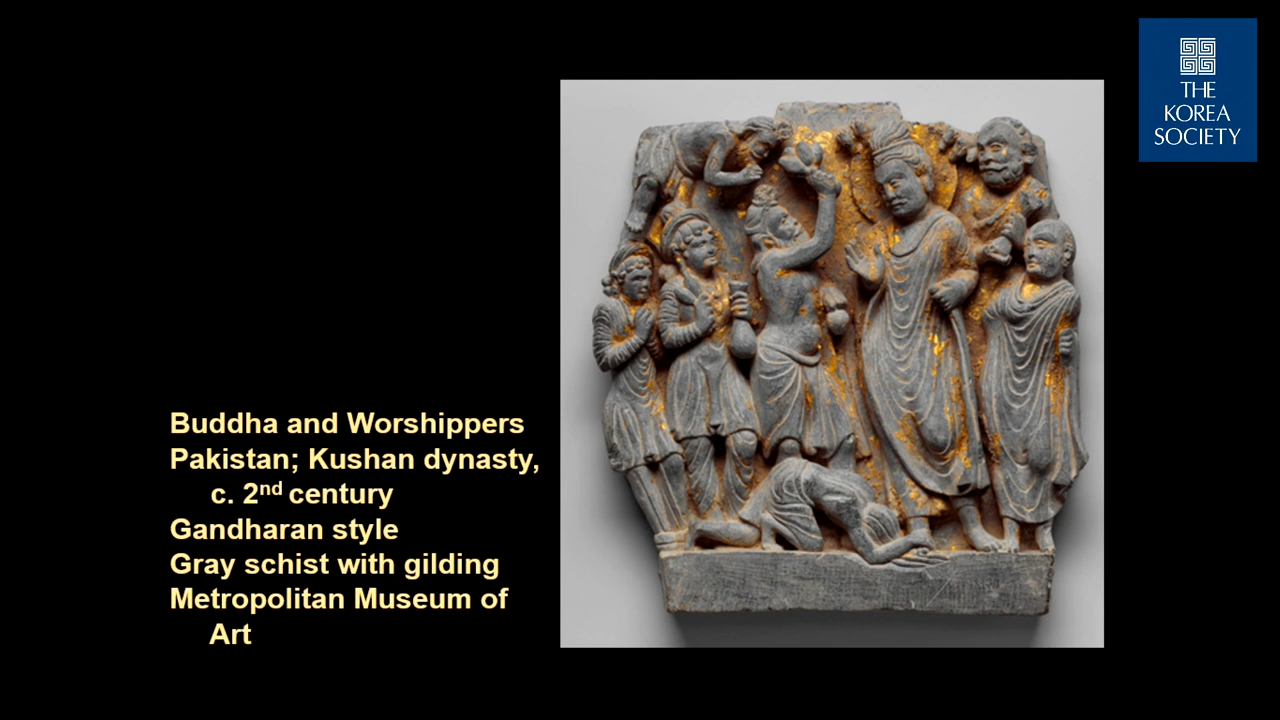 THE
KOREA
SOCIETY
Buddha and Worshippers
Pakistan; Kushan dynasty,
c. 2nd century
Gandharan style
Gray schist with gilding
Metropolitan Museum of
Art